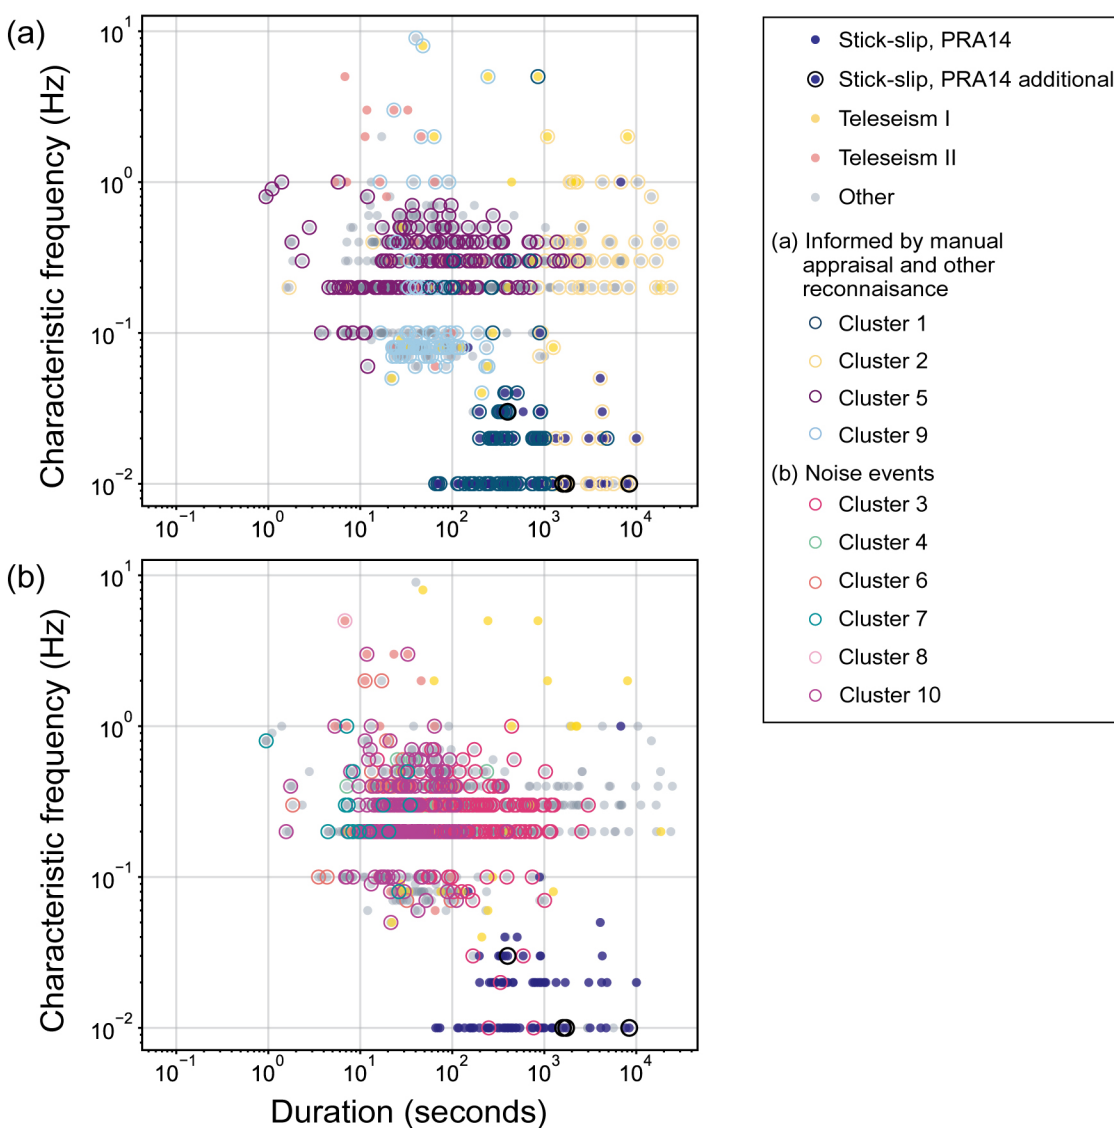 (a)
Characteristic frequency (Hz)
10^1
10^0
10^-1
10^-2
10^-1 10^0 10^1 10^2 10^3 10^4
(b)
Characteristic frequency (Hz)
10^1
10^0
10^-1
10^-2
10^-1 10^0 10^1 10^2 10^3 10^4
Duration (seconds)
Stick-slip, PRA14
Stick-slip, PRA14 additional
Teleseism I
Teleseism II
Other
(a) Informed by manual
appraisal and other
reconnaisance
Cluster 1
Cluster 2
Cluster 5
Cluster 9
(b) Noise events
Cluster 3
Cluster 4
Cluster 6
Cluster 7
Cluster 8
Cluster 10